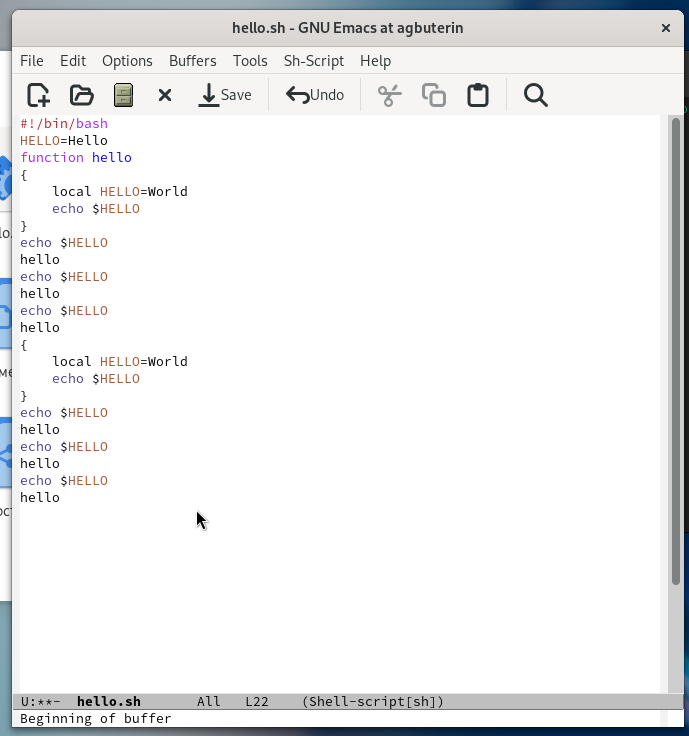 hello.sh - GNU Emacs at agbuterin ×
File Edit Options Buffers Tools Sh-Script Help
Save Undo
#!/bin/bash
HELLO=Hello
function hello
{
    local HELLO=World
    echo $HELLO
}
echo $HELLO
hello
echo $HELLO
hello
echo $HELLO
hello
{
    local HELLO=World
    echo $HELLO
}
echo $HELLO
hello
echo $HELLO
hello
echo $HELLO
hello
U:**- hello.sh All L22 (Shell-script[sh])
Beginning of buffer